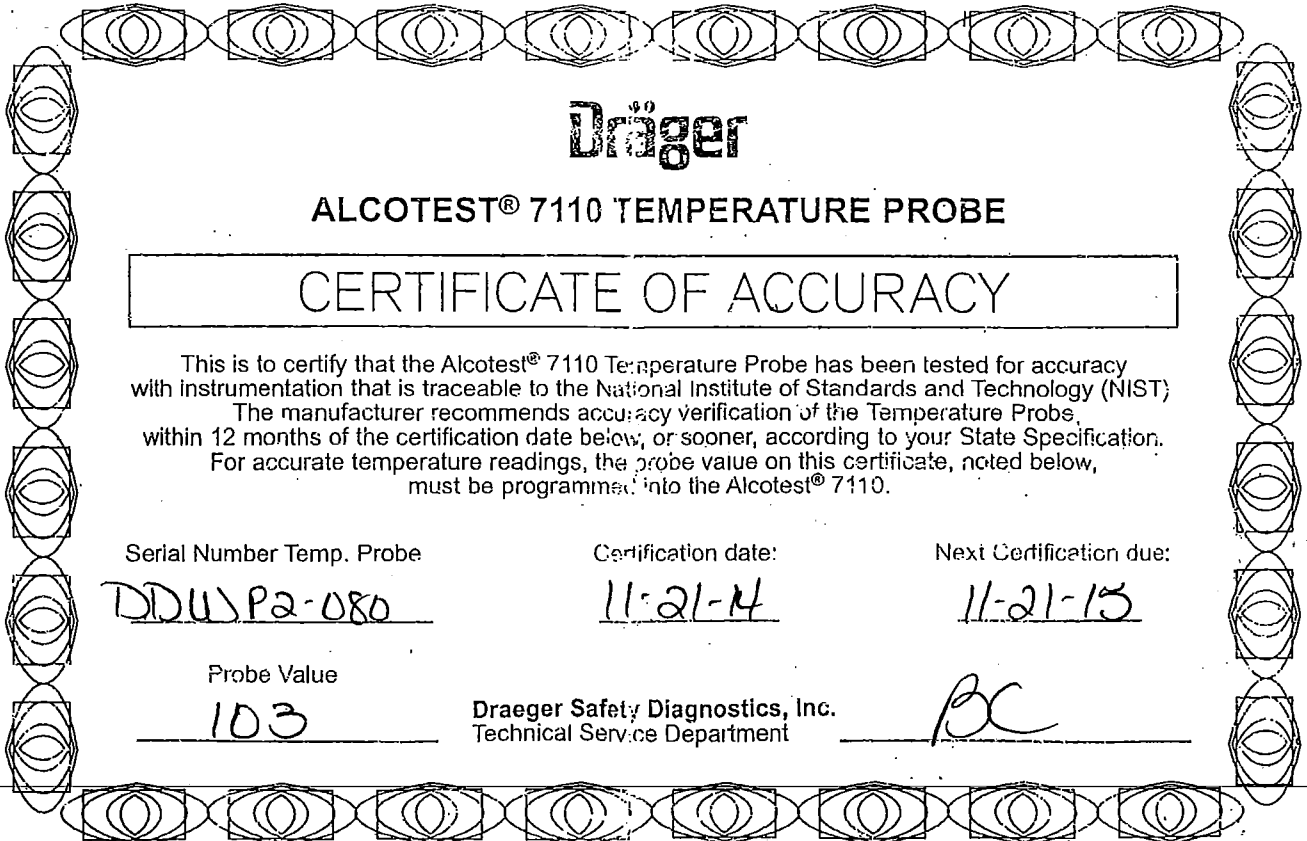 Dräger
ALCOTEST® 7110 TEMPERATURE PROBE
CERTIFICATE OF ACCURACY
This is to certify that the Alcotest® 7110 Temperature Probe has been tested for accuracy
with instrumentation that is traceable to the National Institute of Standards and Technology (NIST)
The manufacturer recommends accuracy verification of the Temperature Probe,
within 12 months of the certification date below, or sooner, according to your State Specification.
For accurate temperature readings, the probe value on this certificate, noted below,
must be programmed into the Alcotest® 7110.
Serial Number Temp. Probe Certification date: Next Certification due:
DDWP2-080 11-21-14 11-21-15
Probe Value
103
Draeger Safety Diagnostics, Inc.
Technical Service Department BC